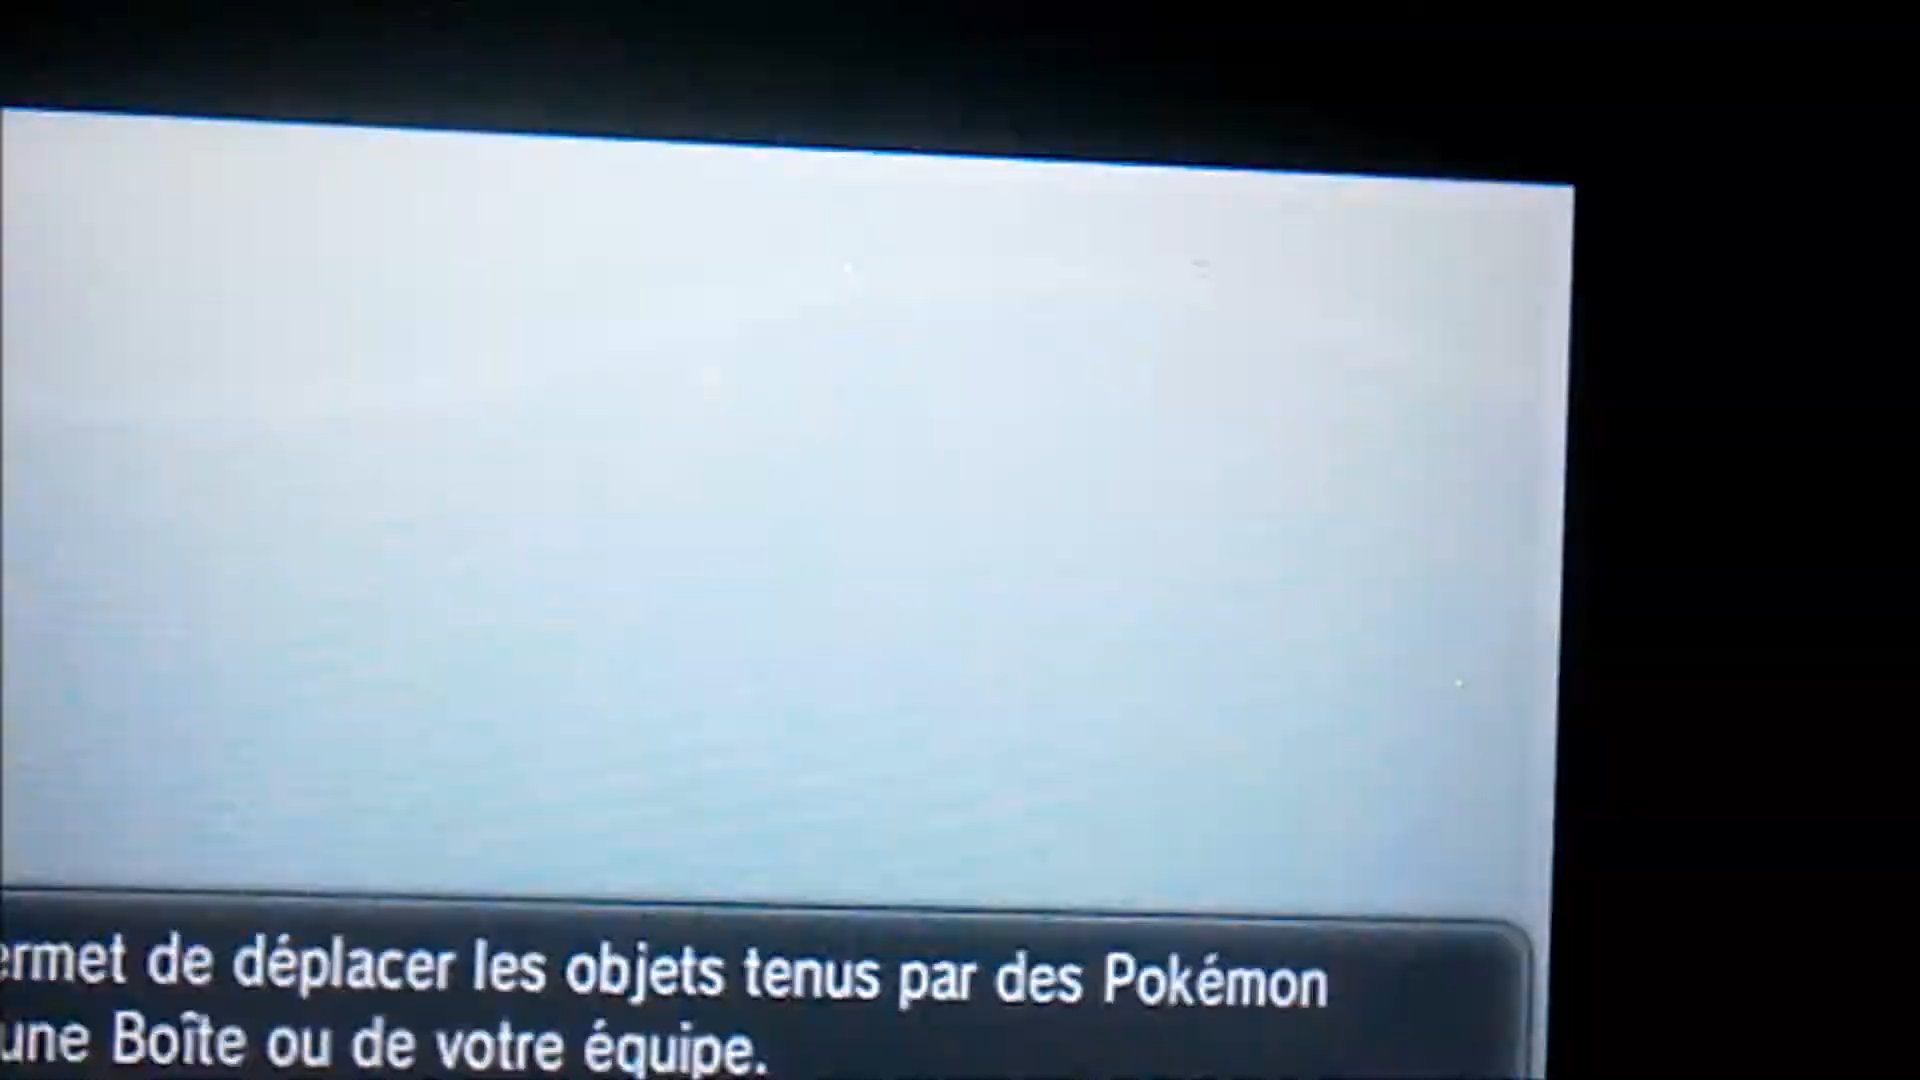 ermet de déplacer les objets tenus par des Pokémon
une Boîte ou de votre équipe.